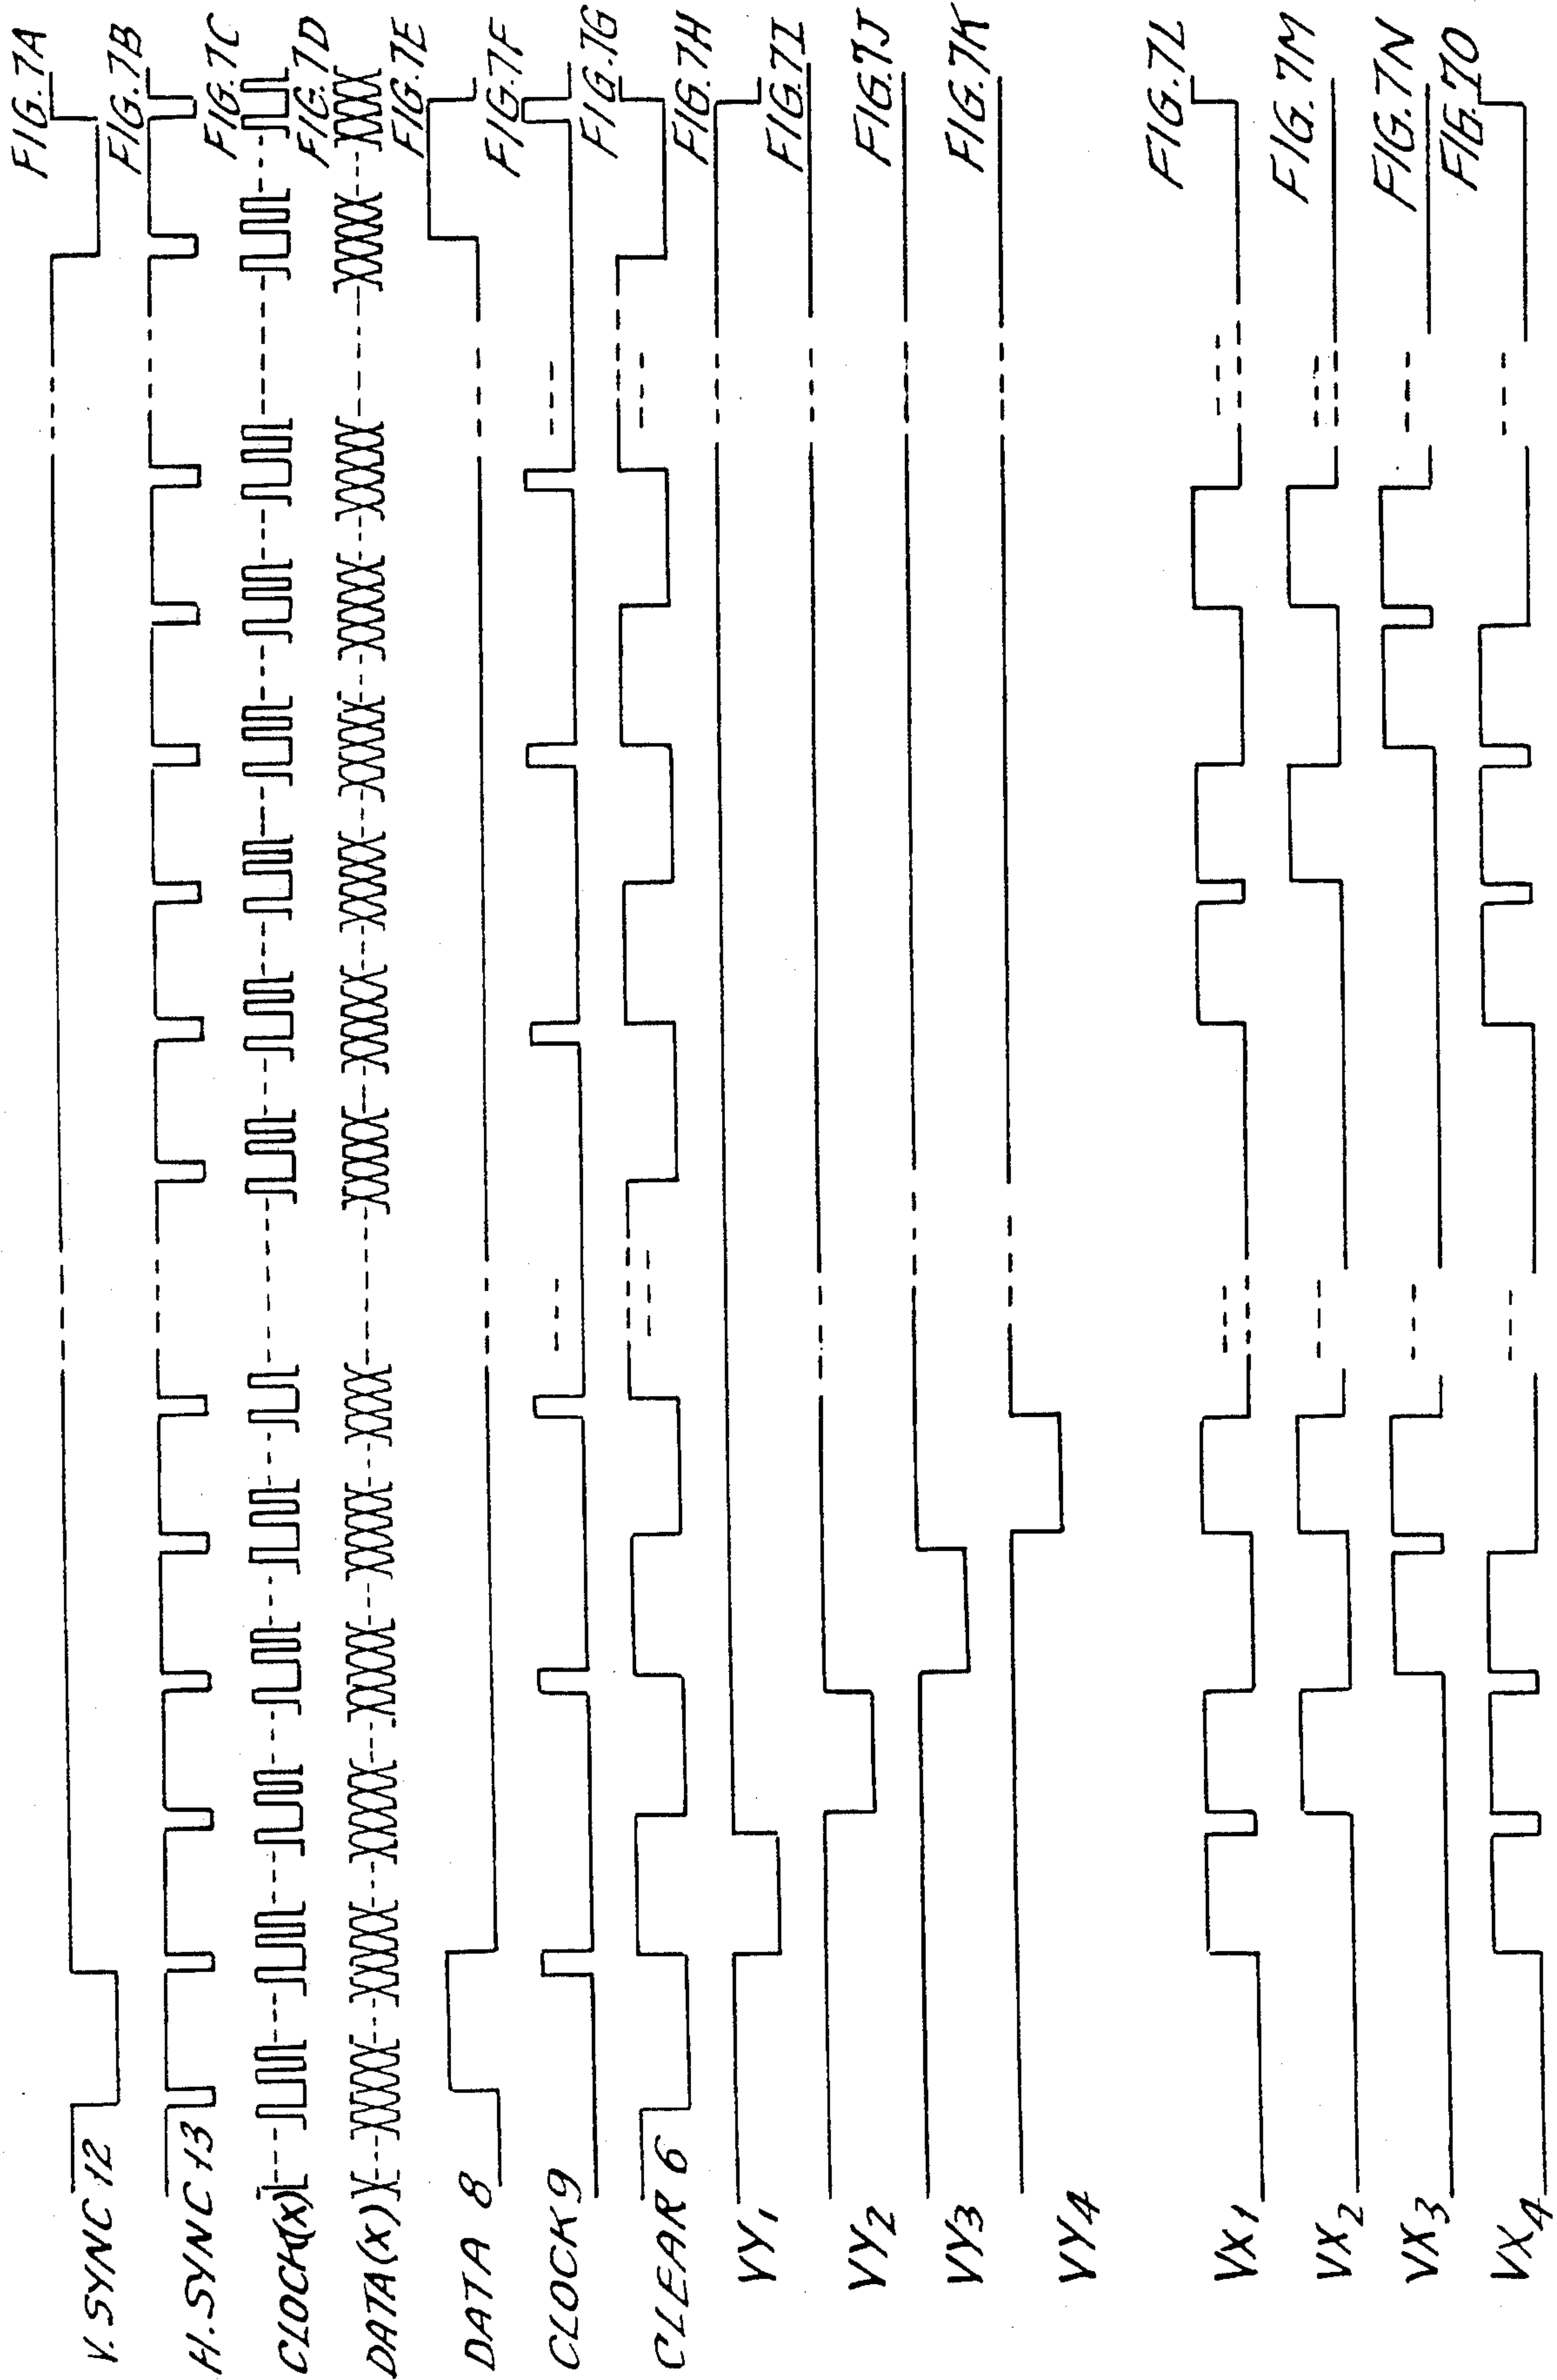 V. SYNC 12
FIG. 7A
H. SYNC 13
FIG. 7B
CLOCK(X)
FIG. 7C
DATA(X)
FIG. 7D
DATA 8
FIG. 7E
CLOCK 9
FIG. 7F
CLEAR 6
FIG. 7G
VY1
FIG. 7H
VY2
FIG. 7I
VY3
FIG. 7J
VY4
FIG. 7K
VX1
FIG. 7L
VX2
FIG. 7M
VX3
FIG. 7N
VX4
FIG. 7O